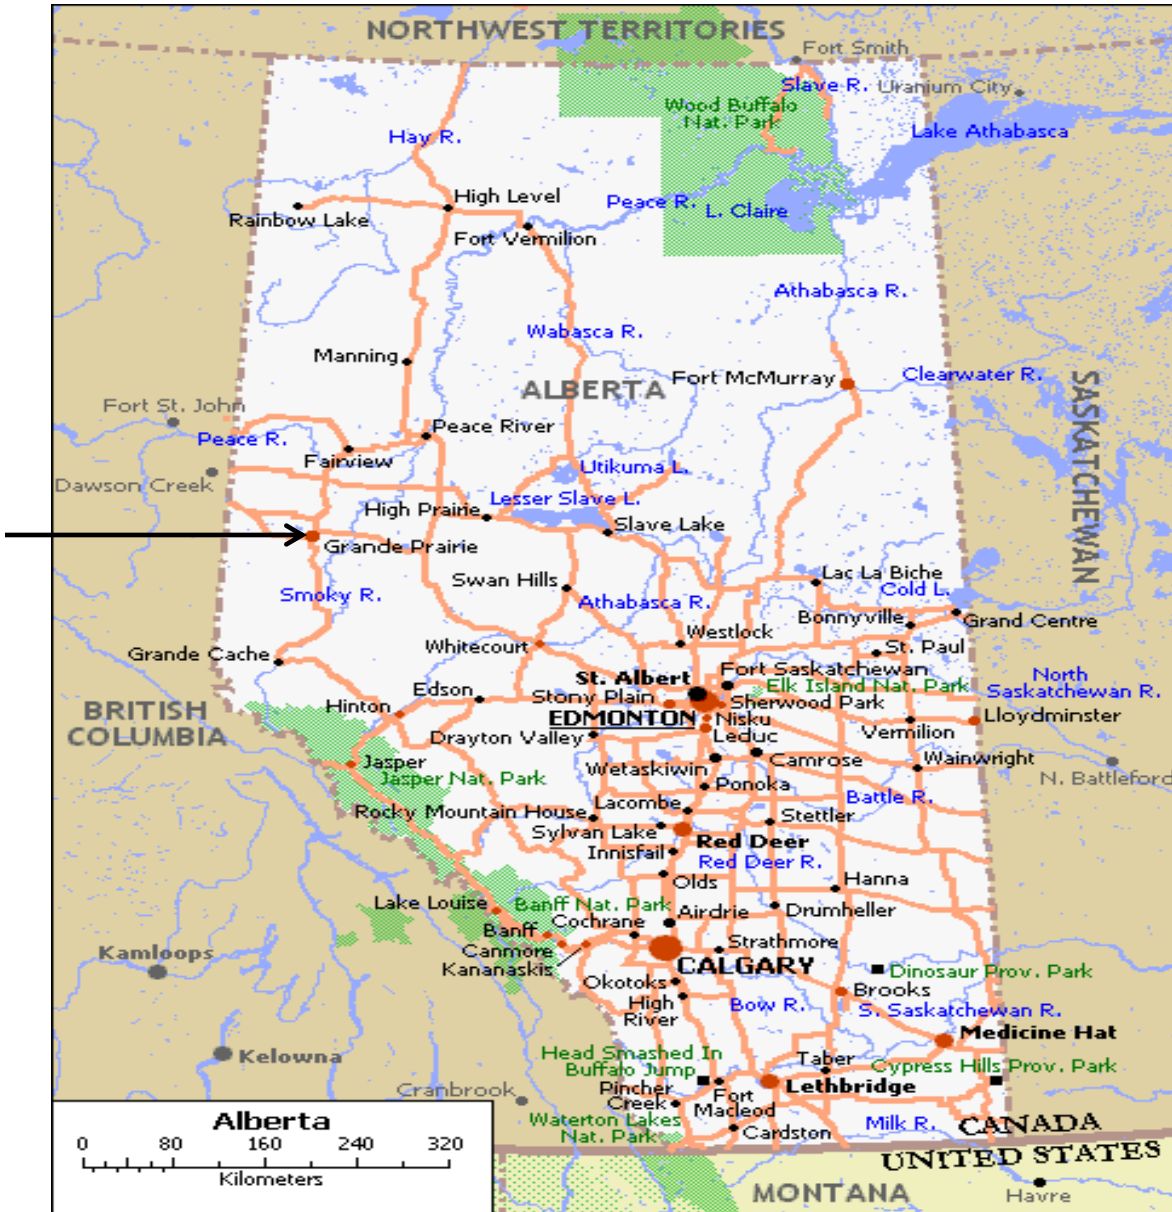 NORTHWEST TERRITORIES
Fort Smith
Slave R.
Uranium City
Wood Buffalo
Nat. Park
Lake Athabasca
Hay R.
High Level
Peace R.
Rainbow Lake
L. Claire
Fort Vermilion
Athabasca R.
Wabasca R.
Manning
ALBERTA
Fort McMurray
Clearwater R.
SASKATCHEWAN
Fort St. John
Peace R.
Peace River
Fairview
Utikuma L.
Dawson Creek
Lesser Slave L.
High Prairie
Slave Lake
Grande Prairie
Swan Hills
Lac La Biche
Smoky R.
Athabasca R.
Cold L.
Bonnyville
Grand Centre
Westlock
Whitecourt
St. Paul
Grande Cache
Fort Saskatchewan
St. Albert
North
Saskatchewan R.
Elk Island Nat. Park
Edson
Stony Plain
Sherwood Park
Hinton
BRITISH
COLUMBIA
EDMONTON
Nisku
Lloydminster
Drayton Valley
Leduc
Vermilion
Jasper
Jasper Nat. Park
Wetaskiwin
Camrose
Wainwright
N. Battleford
Ponoka
Battle R.
Rocky Mountain House
Lacombe
Stettler
Sylvan Lake
Red Deer
Innisfail
Red Deer R.
Olds
Hanna
Lake Louise
Banff Nat. Park
Airdrie
Drumheller
Cochrane
Banff
Canmore
Strathmore
Kananaskis
CALGARY
Kamloops
Dinosaur Prov. Park
Okotoks
Brooks
High
River
Bow R.
S. Saskatchewan R.
Medicine Hat
Kelowna
Head Smashed In
Buffalo Jump
Taber
Cypress Hills Prov. Park
Cranbrook
Pincher
Creek
Fort
Macleod
Lethbridge
Waterton Lakes
Nat. Park
Cardston
Milk R.
CANADA
UNITED STATES
MONTANA
Havre
Alberta
0 80 160 240 320
Kilometers